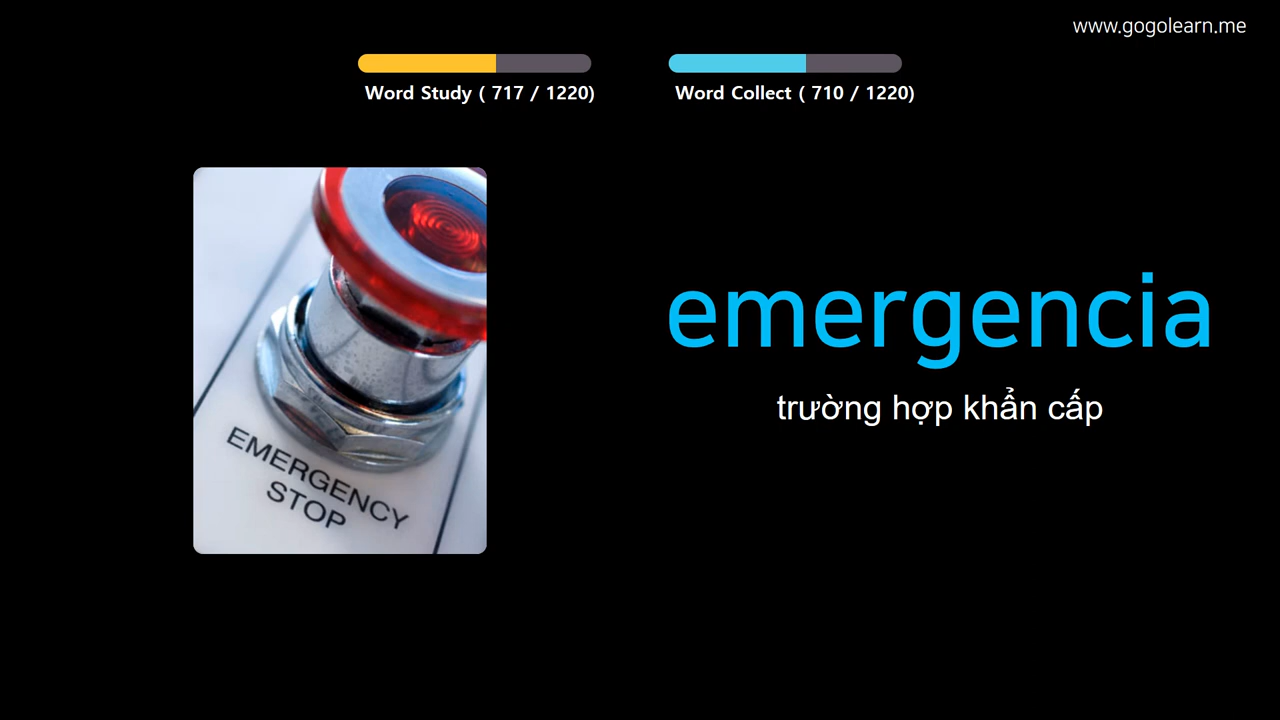 www.gogolearn.me
Word Study ( 717 / 1220)
Word Collect ( 710 / 1220)
EMERGENCY
STOP
emergencia
trường hợp khẩn cấp